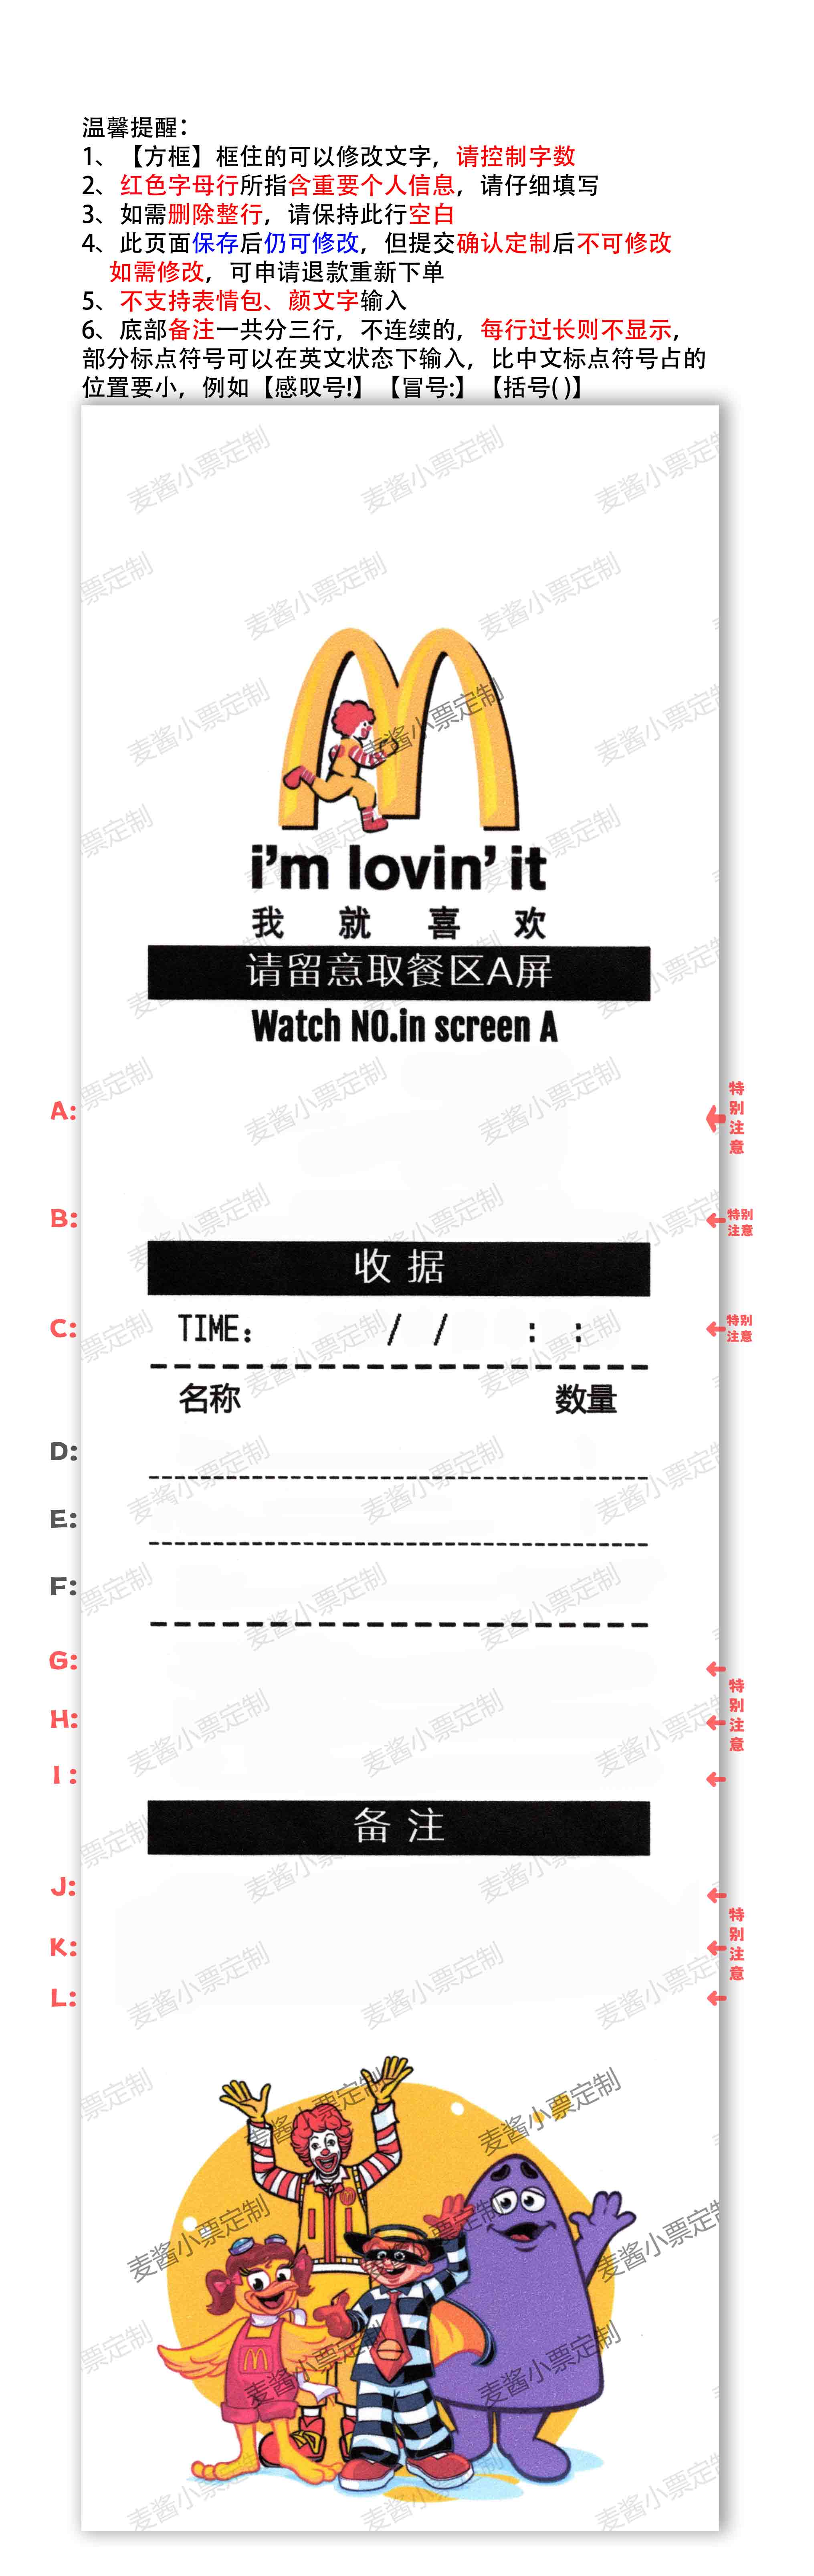 温馨提醒：
1、【方框】框住的可以修改文字，请控制字数
2、红色字母行所指含重要个人信息，请仔细填写
3、如需删除整行，请保持此行空白
4、此页面保存后仍可修改，但提交确认定制后不可修改
如需修改，可申请退款重新下单
5、不支持表情包、颜文字输入
6、底部备注一共分三行，不连续的，每行过长则不显示，
部分标点符号可以在英文状态下输入，比中文标点符号占的
位置要小，例如【感叹号!】【冒号:】【括号( )】
麦酱小票定制
i'm lovin' it
我 就 喜 欢
请留意取餐区A屏
Watch NO.in screen A
A: 特别注意
B: 特别注意
收 据
C: TIME: / / : : 特别注意
名称 数量
D:
E:
F:
G:
H: 特别注意
I:
备 注
J:
K: 特别注意
L: